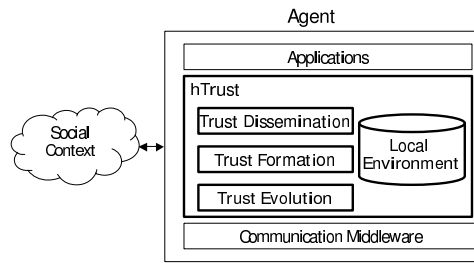 Agent
Applications
hTrust
Trust Dissemination
Trust Formation
Trust Evolution
Local
Environment
Social
Context
Communication Middleware